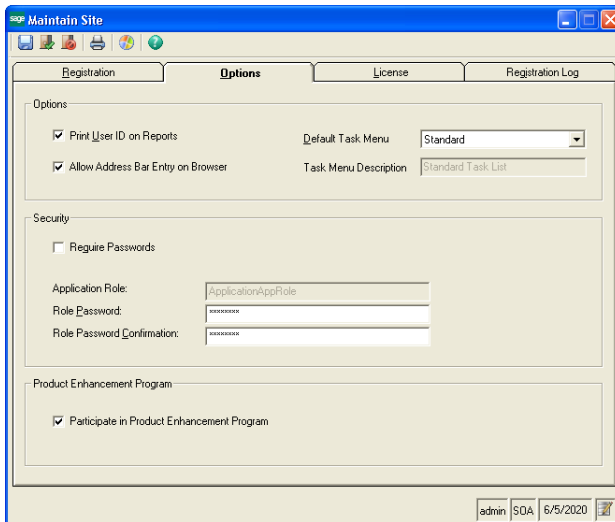 sage Maintain Site
Registration Options License Registration Log
Options
Print User ID on Reports Default Task Menu Standard
Allow Address Bar Entry on Browser Task Menu Description Standard Task List
Security
Require Passwords
Application Role: ApplicationAppRole
Role Password: ********
Role Password Confirmation: ********
Product Enhancement Program
Participate in Product Enhancement Program
admin SOA 6/5/2020